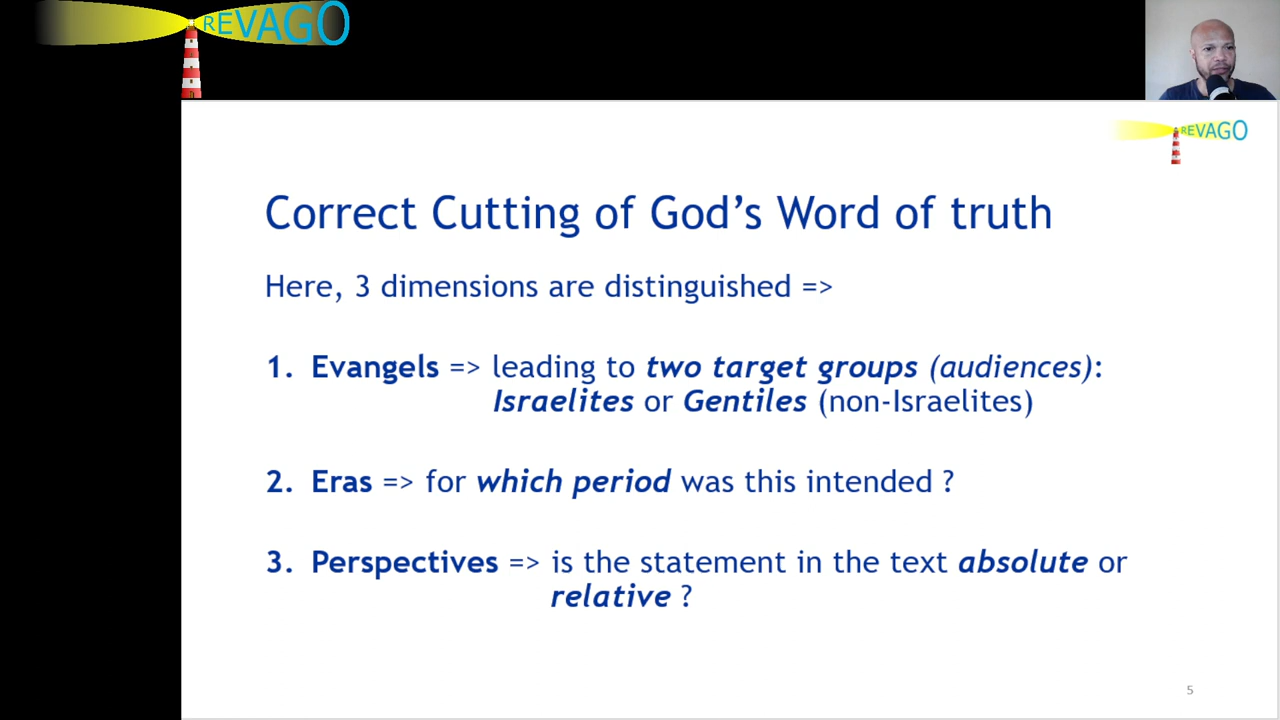 REVAGO
REVAGO
Correct Cutting of God’s Word of truth
Here, 3 dimensions are distinguished =>
1. Evangels => leading to two target groups (audiences):
Israelites or Gentiles (non-Israelites)
2. Eras => for which period was this intended ?
3. Perspectives => is the statement in the text absolute or
relative ?
5